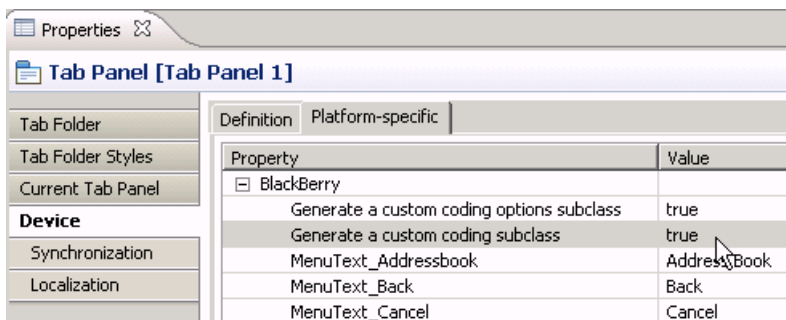 Properties
Tab Panel [Tab Panel 1]
Tab Folder
Tab Folder Styles
Current Tab Panel
Device
Synchronization
Localization
Definition Platform-specific
Property Value
BlackBerry
Generate a custom coding options subclass true
Generate a custom coding subclass true
MenuText_Addressbook Address Book
MenuText_Back Back
MenuText_Cancel Cancel